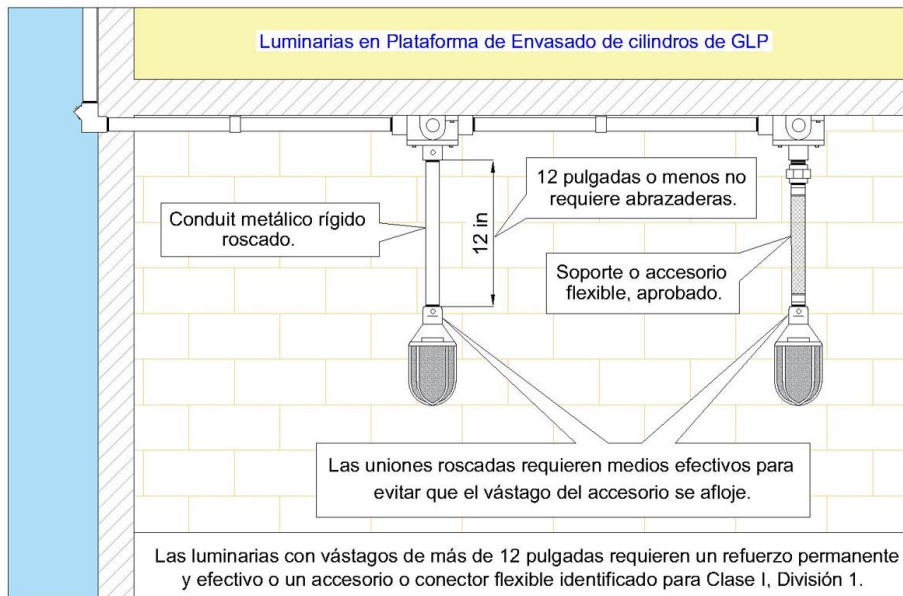 Luminarias en Plataforma de Envasado de cilindros de GLP
12 pulgadas o menos no
requiere abrazaderas.
Conduit metálico rígido
roscado.
12 in
Soporte o accesorio
flexible, aprobado.
Las uniones roscadas requieren medios efectivos para
evitar que el vástago del accesorio se afloje.
Las luminarias con vástagos de más de 12 pulgadas requieren un refuerzo permanente
y efectivo o un accesorio o conector flexible identificado para Clase I, División 1.